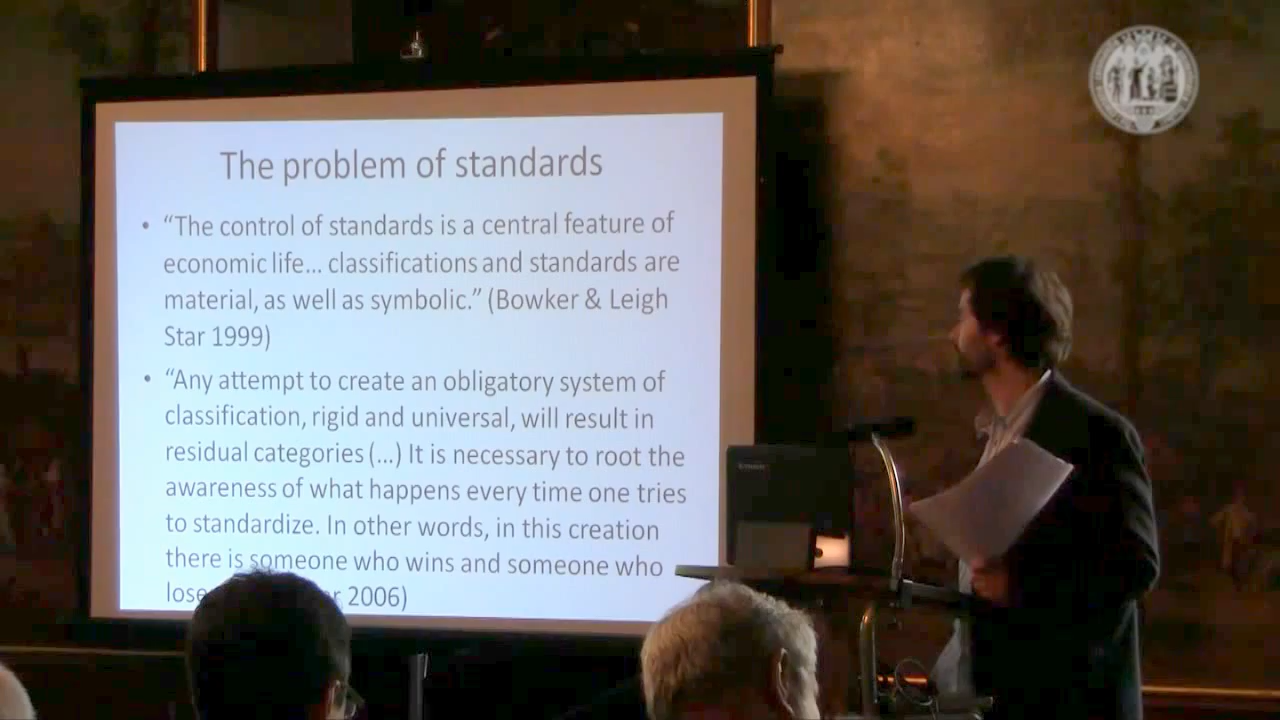 The problem of standards
• “The control of standards is a central feature of
economic life... classifications and standards are
material, as well as symbolic.” (Bowker & Leigh
Star 1999)
• “Any attempt to create an obligatory system of
classification, rigid and universal, will result in
residual categories (...) It is necessary to root the
awareness of what happens every time one tries
to standardize. In other words, in this creation
there is someone who wins and someone who
2006)